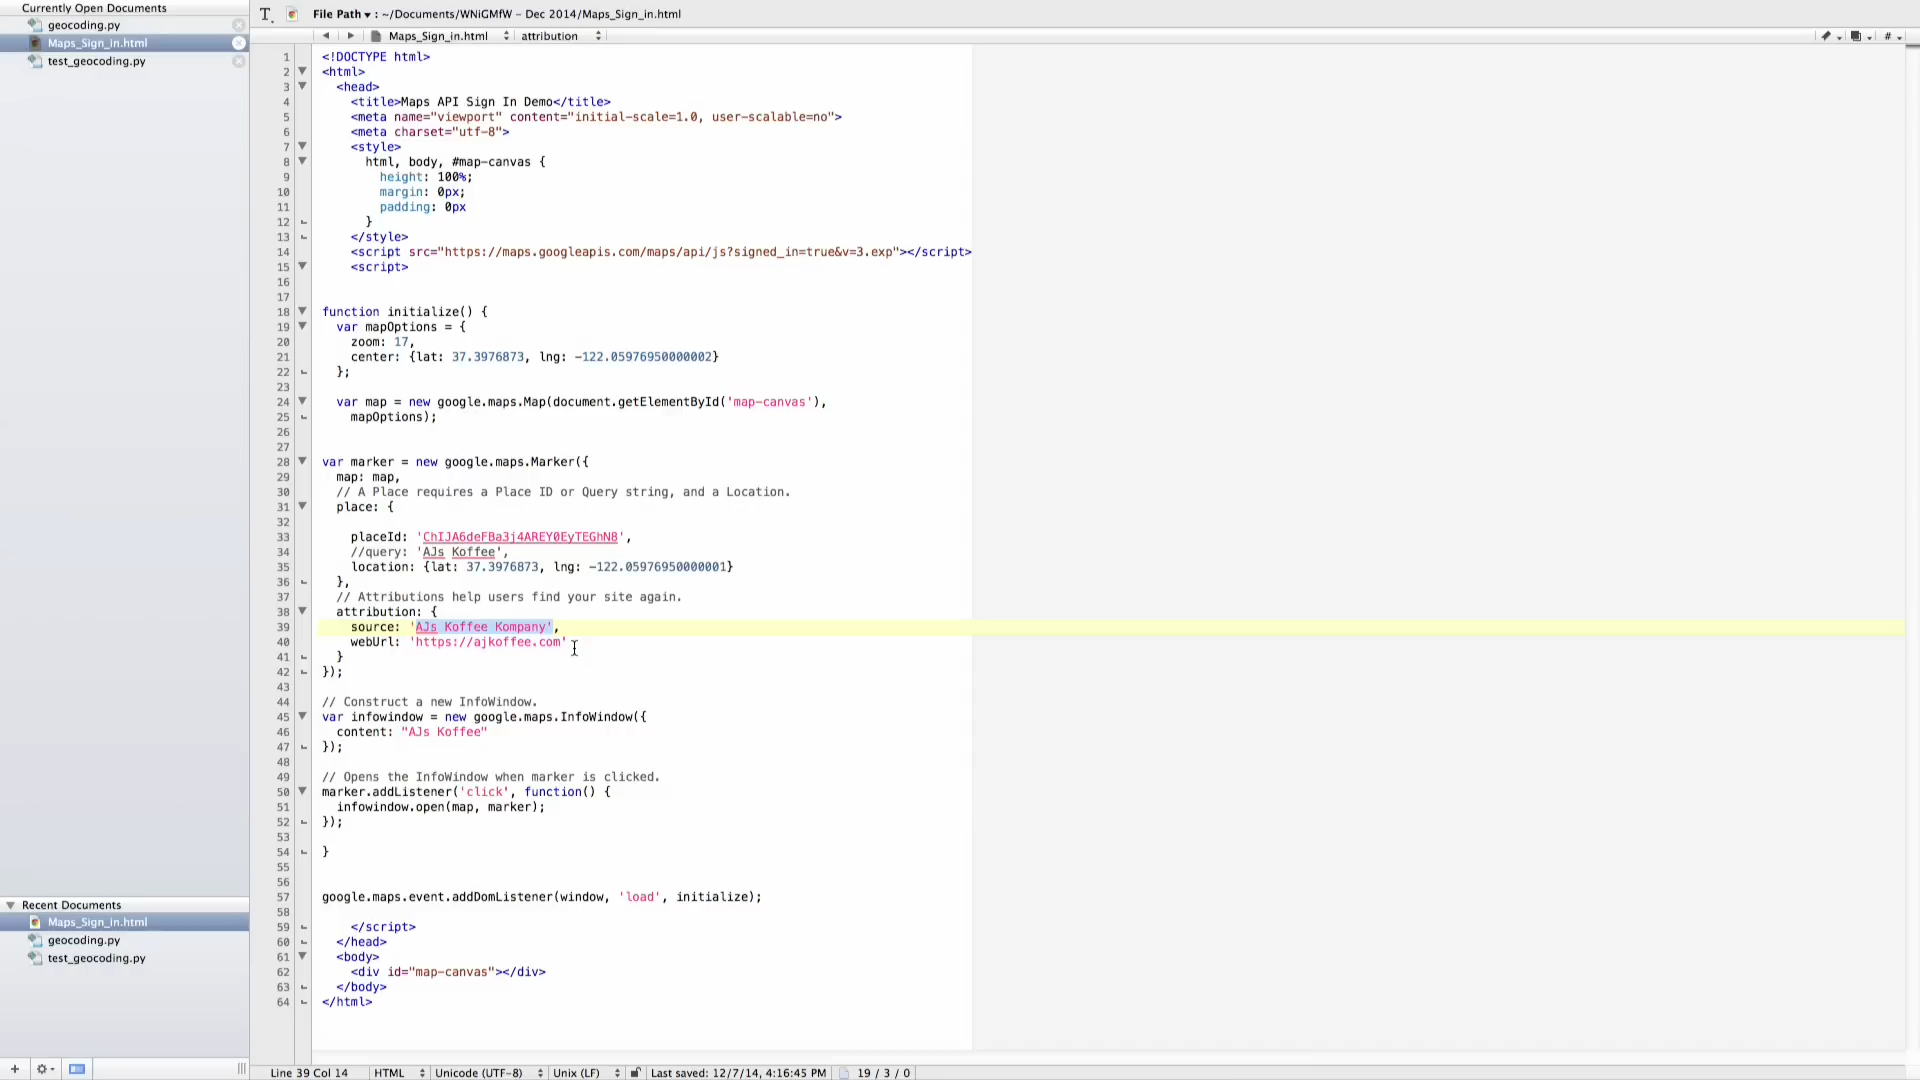 Currently Open Documents
geocoding.py
Maps_Sign_in.html
test_geocoding.py
File Path ▾ : ~/Documents/WNiGMfW – Dec 2014/Maps_Sign_in.html
Maps_Sign_in.html attribution
#
1 <!DOCTYPE html>
2 <html>
3 <head>
4 <title>Maps API Sign In Demo</title>
5 <meta name="viewport" content="initial-scale=1.0, user-scalable=no">
6 <meta charset="utf-8">
7 <style>
8 html, body, #map-canvas {
9 height: 100%;
10 margin: 0px;
11 padding: 0px
12 }
13 </style>
14 <script src="https://maps.googleapis.com/maps/api/js?signed_in=true&v=3.exp"></script>
15 <script>
16
17
18 function initialize() {
19 var mapOptions = {
20 zoom: 17,
21 center: {lat: 37.3976873, lng: -122.05976950000002}
22 };
23
24 var map = new google.maps.Map(document.getElementById('map-canvas'),
25 mapOptions);
26
27
28 var marker = new google.maps.Marker({
29 map: map,
30 // A Place requires a Place ID or Query string, and a Location.
31 place: {
32
33 placeId: 'ChIJA6deFBa3j4AREY0EyTEGhN8',
34 //query: 'AJs Koffee',
35 location: {lat: 37.3976873, lng: -122.05976950000001}
36 },
37 // Attributions help users find your site again.
38 attribution: {
39 source: 'AJs Koffee Kompany',
40 webUrl: 'https://ajkoffee.com'
41 }
42 });
43
44 // Construct a new InfoWindow.
45 var infowindow = new google.maps.InfoWindow({
46 content: "AJs Koffee"
47 });
48
49 // Opens the InfoWindow when marker is clicked.
50 marker.addListener('click', function() {
51 infowindow.open(map, marker);
52 });
53
54 }
55
56
57 google.maps.event.addDomListener(window, 'load', initialize);
58
59 </script>
60 </head>
61 <body>
62 <div id="map-canvas"></div>
63 </body>
64 </html>
Recent Documents
Maps_Sign_in.html
geocoding.py
test_geocoding.py
Line 39 Col 14 HTML Unicode (UTF-8) Unix (LF) Last saved: 12/7/14, 4:16:45 PM 19 / 3 / 0